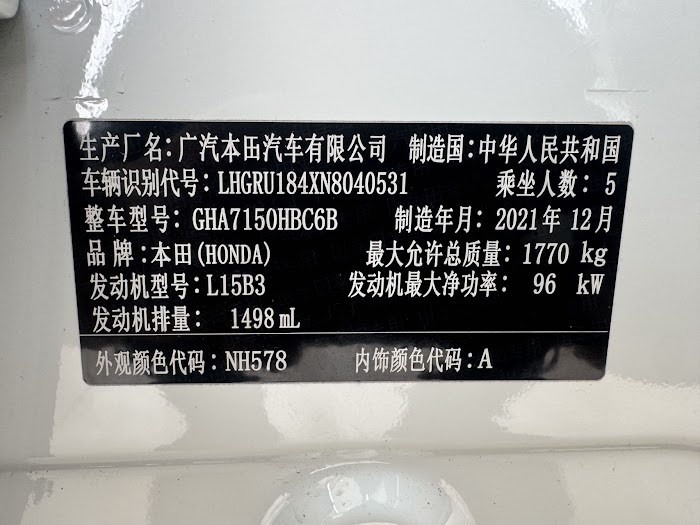 生产厂名:广汽本田汽车有限公司 制造国:中华人民共和国
车辆识别代号:LHGRU184XN8040531 乘坐人数:5
整车型号:GHA7150HBC6B 制造年月:2021年12月
品牌:本田(HONDA) 最大允许总质量:1770 kg
发动机型号:L15B3 发动机最大净功率: 96 kW
发动机排量: 1498 mL
外观颜色代码:NH578 内饰颜色代码:A